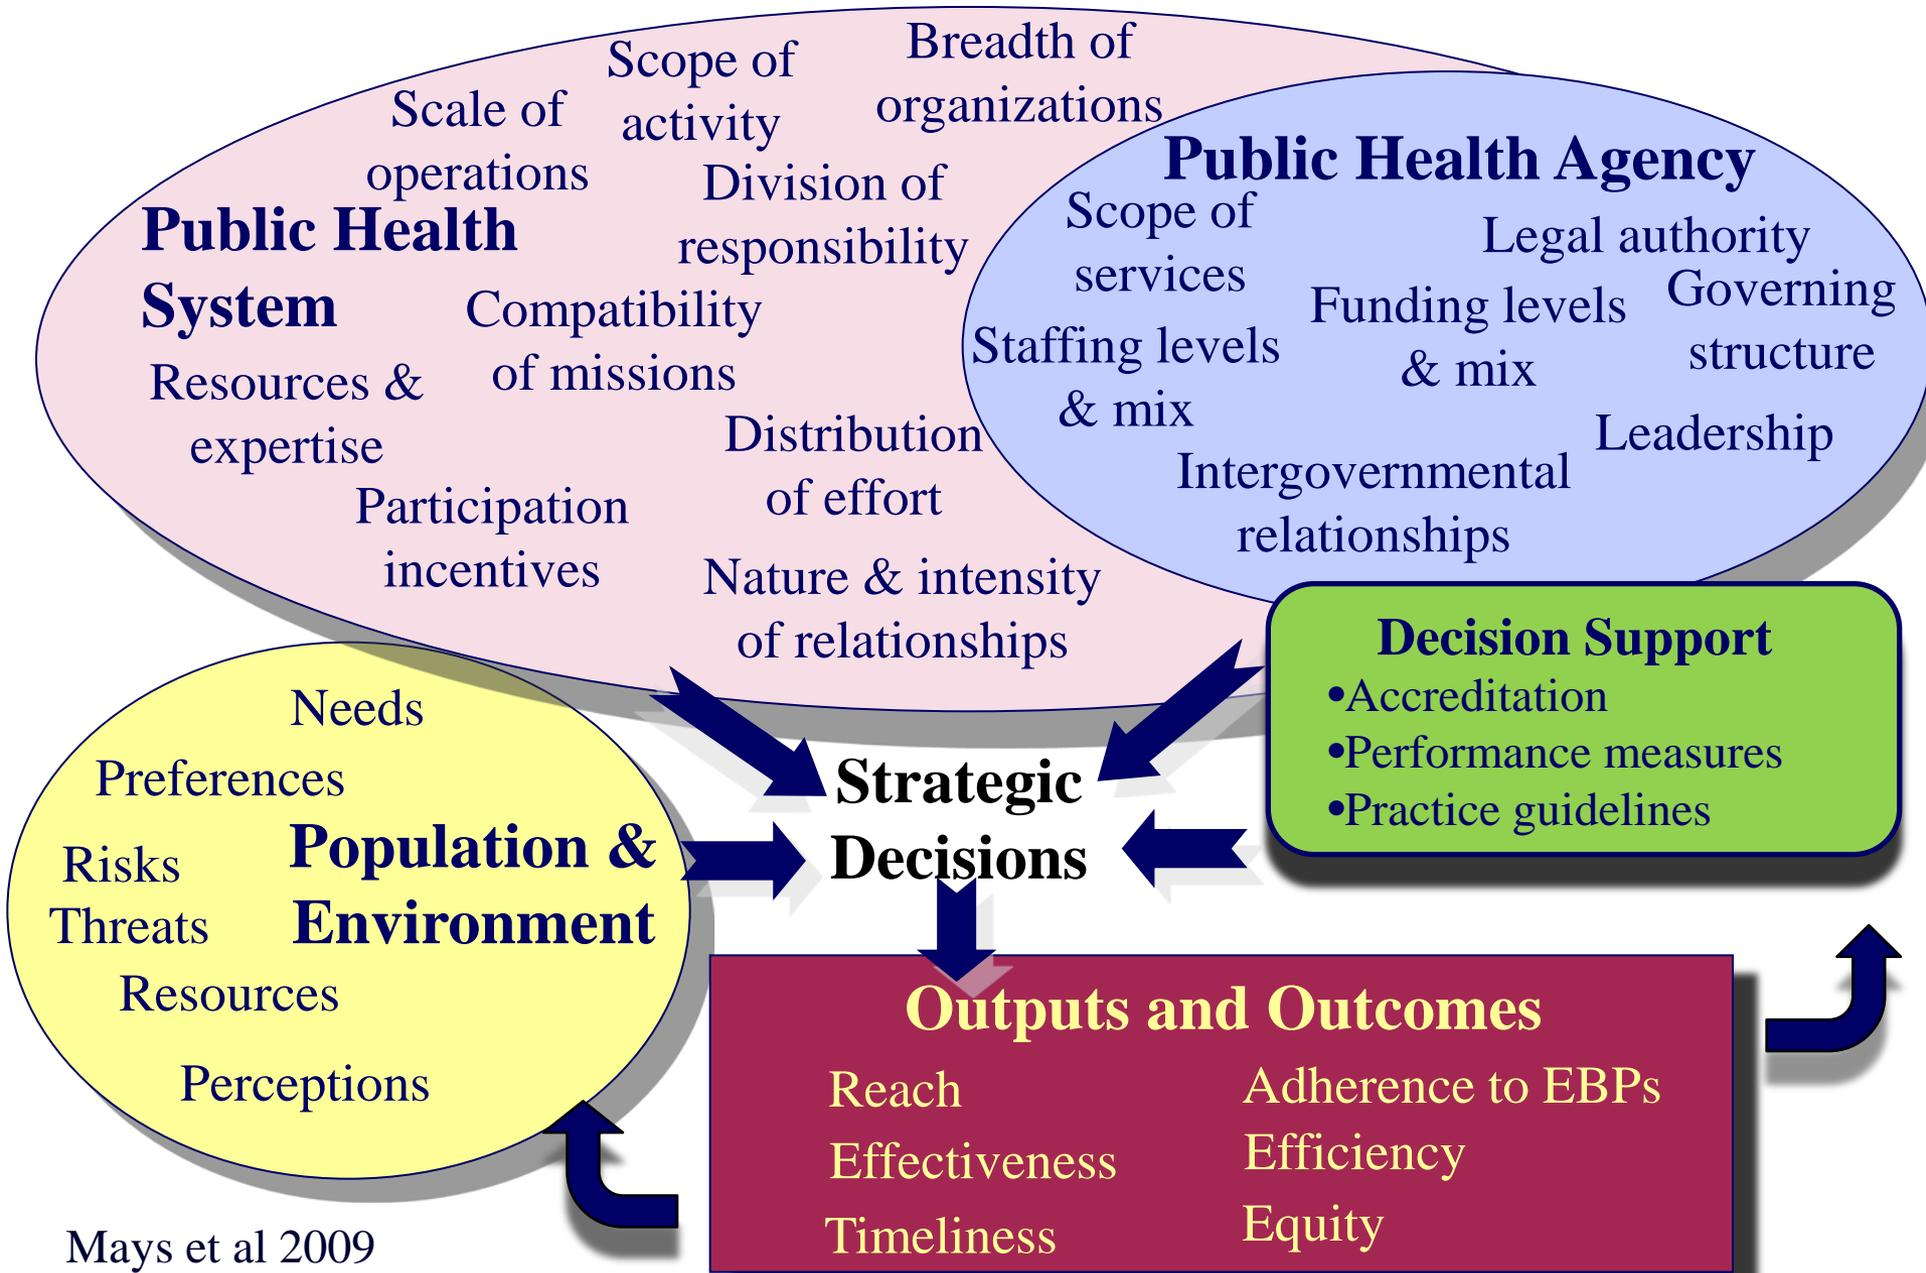 Breadth of
organizations
Scope of
activity
Scale of
operations
Division of
responsibility
Public Health
System
Compatibility
of missions
Resources &
expertise
Distribution
of effort
Participation
incentives
Nature & intensity
of relationships
Public Health Agency
Scope of
services
Legal authority
Governing
structure
Funding levels
& mix
Staffing levels
& mix
Leadership
Intergovernmental
relationships
Decision Support
•Accreditation
•Performance measures
•Practice guidelines
Needs
Preferences
Population &
Environment
Risks
Threats
Resources
Perceptions
Strategic
Decisions
Outputs and Outcomes
Reach
Effectiveness
Timeliness
Adherence to EBPs
Efficiency
Equity
Mays et al 2009